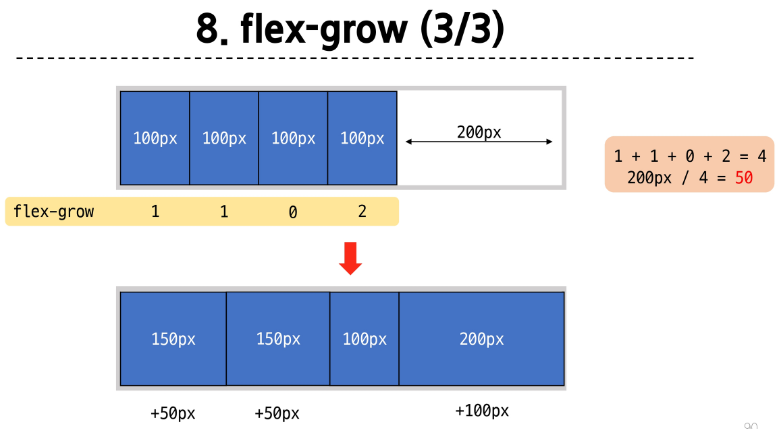 8. flex-grow (3/3)
100px 100px 100px 100px 200px
1 + 1 + 0 + 2 = 4
200px / 4 = 50
flex-grow 1 1 0 2
150px 150px 100px 200px
+50px +50px +100px